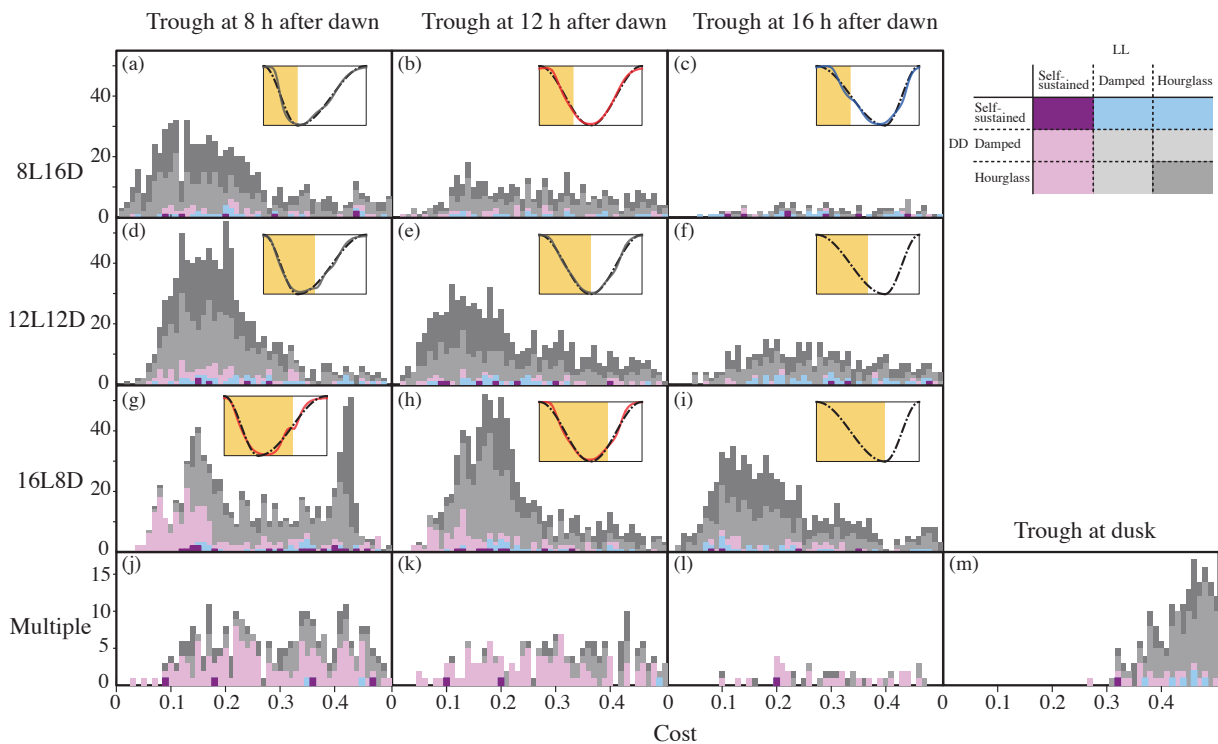 Trough at 8 h after dawn Trough at 12 h after dawn Trough at 16 h after dawn
LL
Self-sustained Damped Hourglass
Self-sustained
DD Damped
Hourglass
8L16D
(a) (b) (c)
40
20
0
12L12D
(d) (e) (f)
40
20
0
16L8D
(g) (h) (i)
40
20
0
Trough at dusk
Multiple
(j) (k) (l) (m)
15
10
5
0
0 0.1 0.2 0.3 0.4 0 0.1 0.2 0.3 0.4 0 0.1 0.2 0.3 0.4 0 0.1 0.2 0.3 0.4
Cost